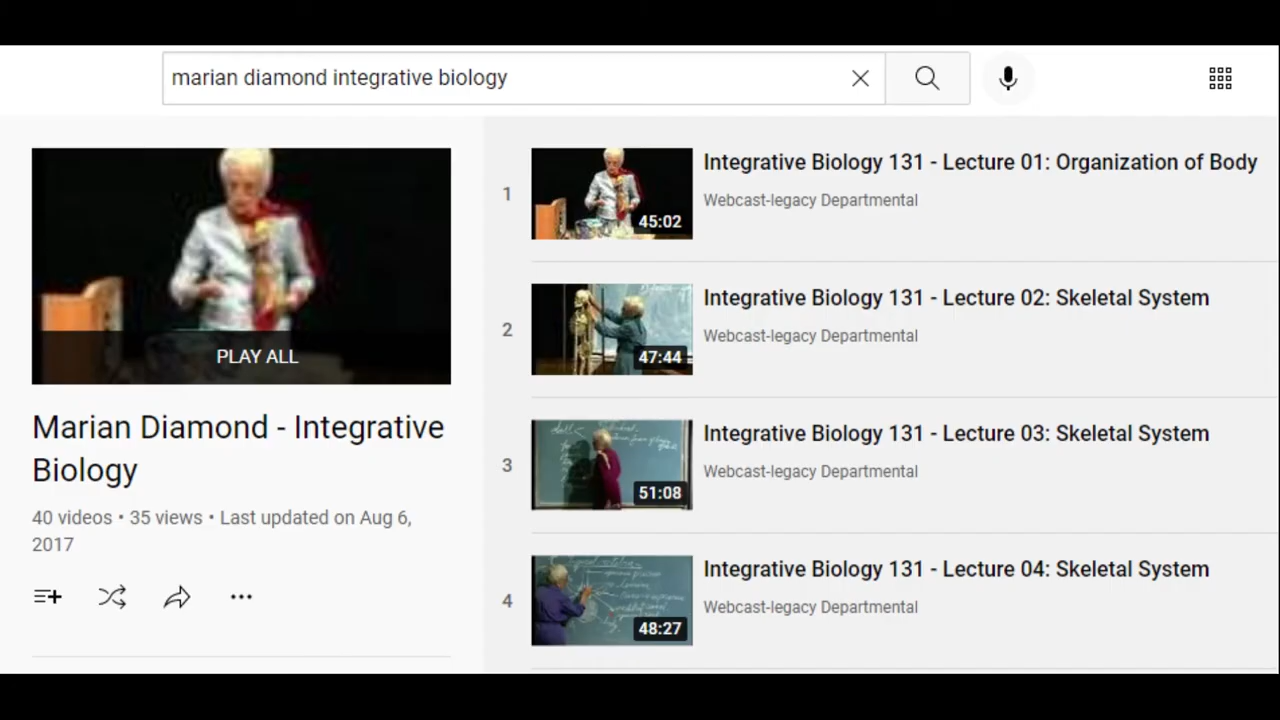 marian diamond integrative biology
PLAY ALL
Marian Diamond - Integrative
Biology
40 videos • 35 views • Last updated on Aug 6,
2017
1
45:02
Integrative Biology 131 - Lecture 01: Organization of Body
Webcast-legacy Departmental
2
47:44
Integrative Biology 131 - Lecture 02: Skeletal System
Webcast-legacy Departmental
3
51:08
Integrative Biology 131 - Lecture 03: Skeletal System
Webcast-legacy Departmental
4
48:27
Integrative Biology 131 - Lecture 04: Skeletal System
Webcast-legacy Departmental